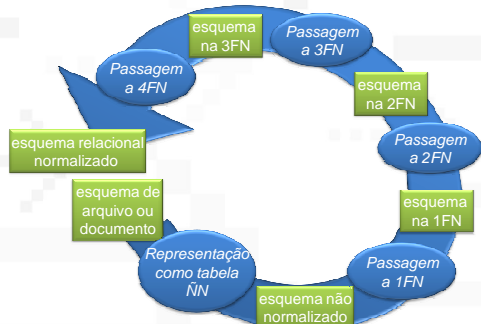 esquema
na 3FN
Passagem
a 3FN
Passagem
a 4FN
esquema
na 2FN
Passagem
a 2FN
esquema relacional
normalizado
esquema de
arquivo ou
documento
esquema
na 1FN
Representação
como tabela
ÑN
Passagem
a 1FN
esquema não
normalizado